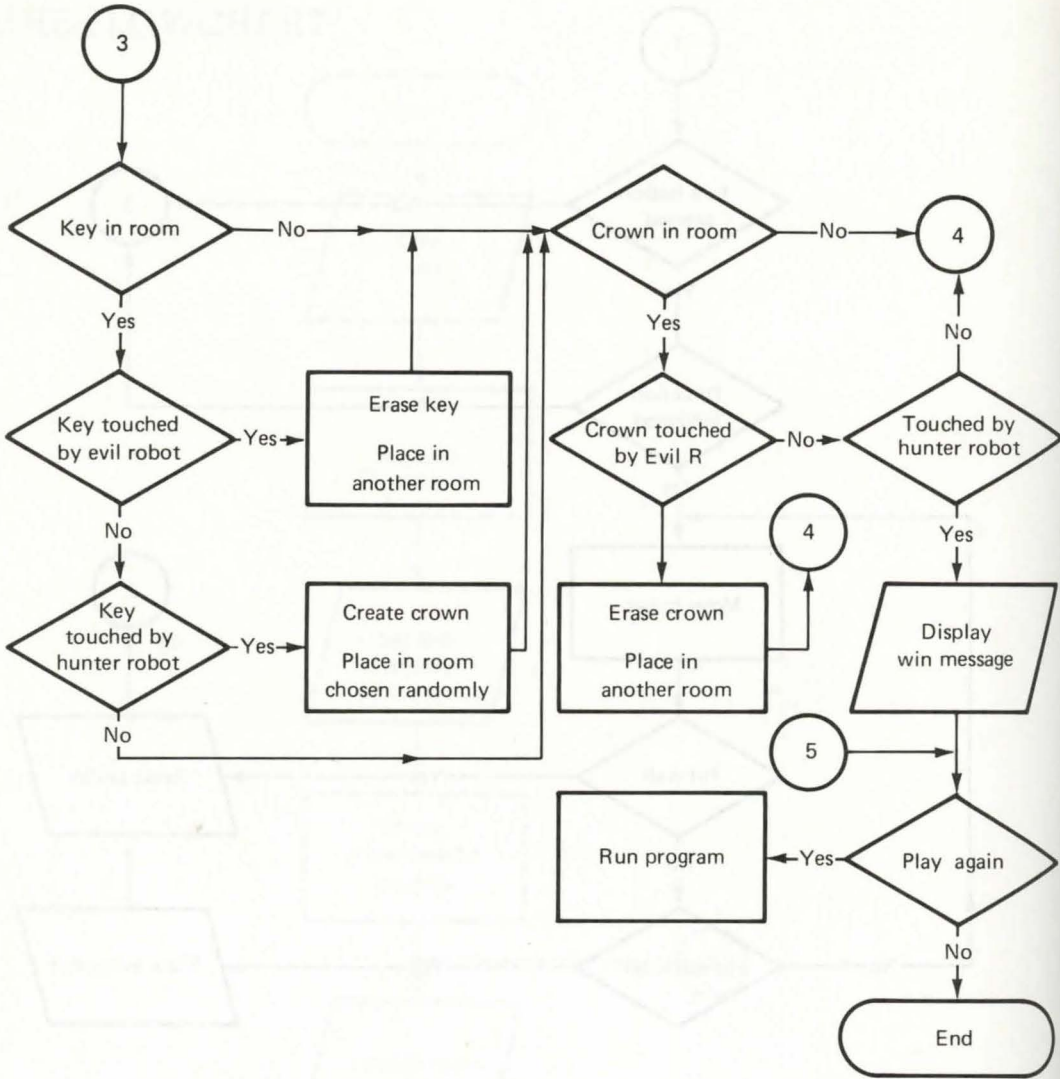 3
Key in room
No
Crown in room
No
4
Yes
Yes
No
Key touched
by evil robot
Yes
Erase key
Place in
another room
Crown touched
by Evil R
No
Touched by
hunter robot
No
4
Yes
Key
touched by
hunter robot
Yes
Create crown
Place in room
chosen randomly
Erase crown
Place in
another room
Display
win message
No
5
Run program
Yes
Play again
No
End